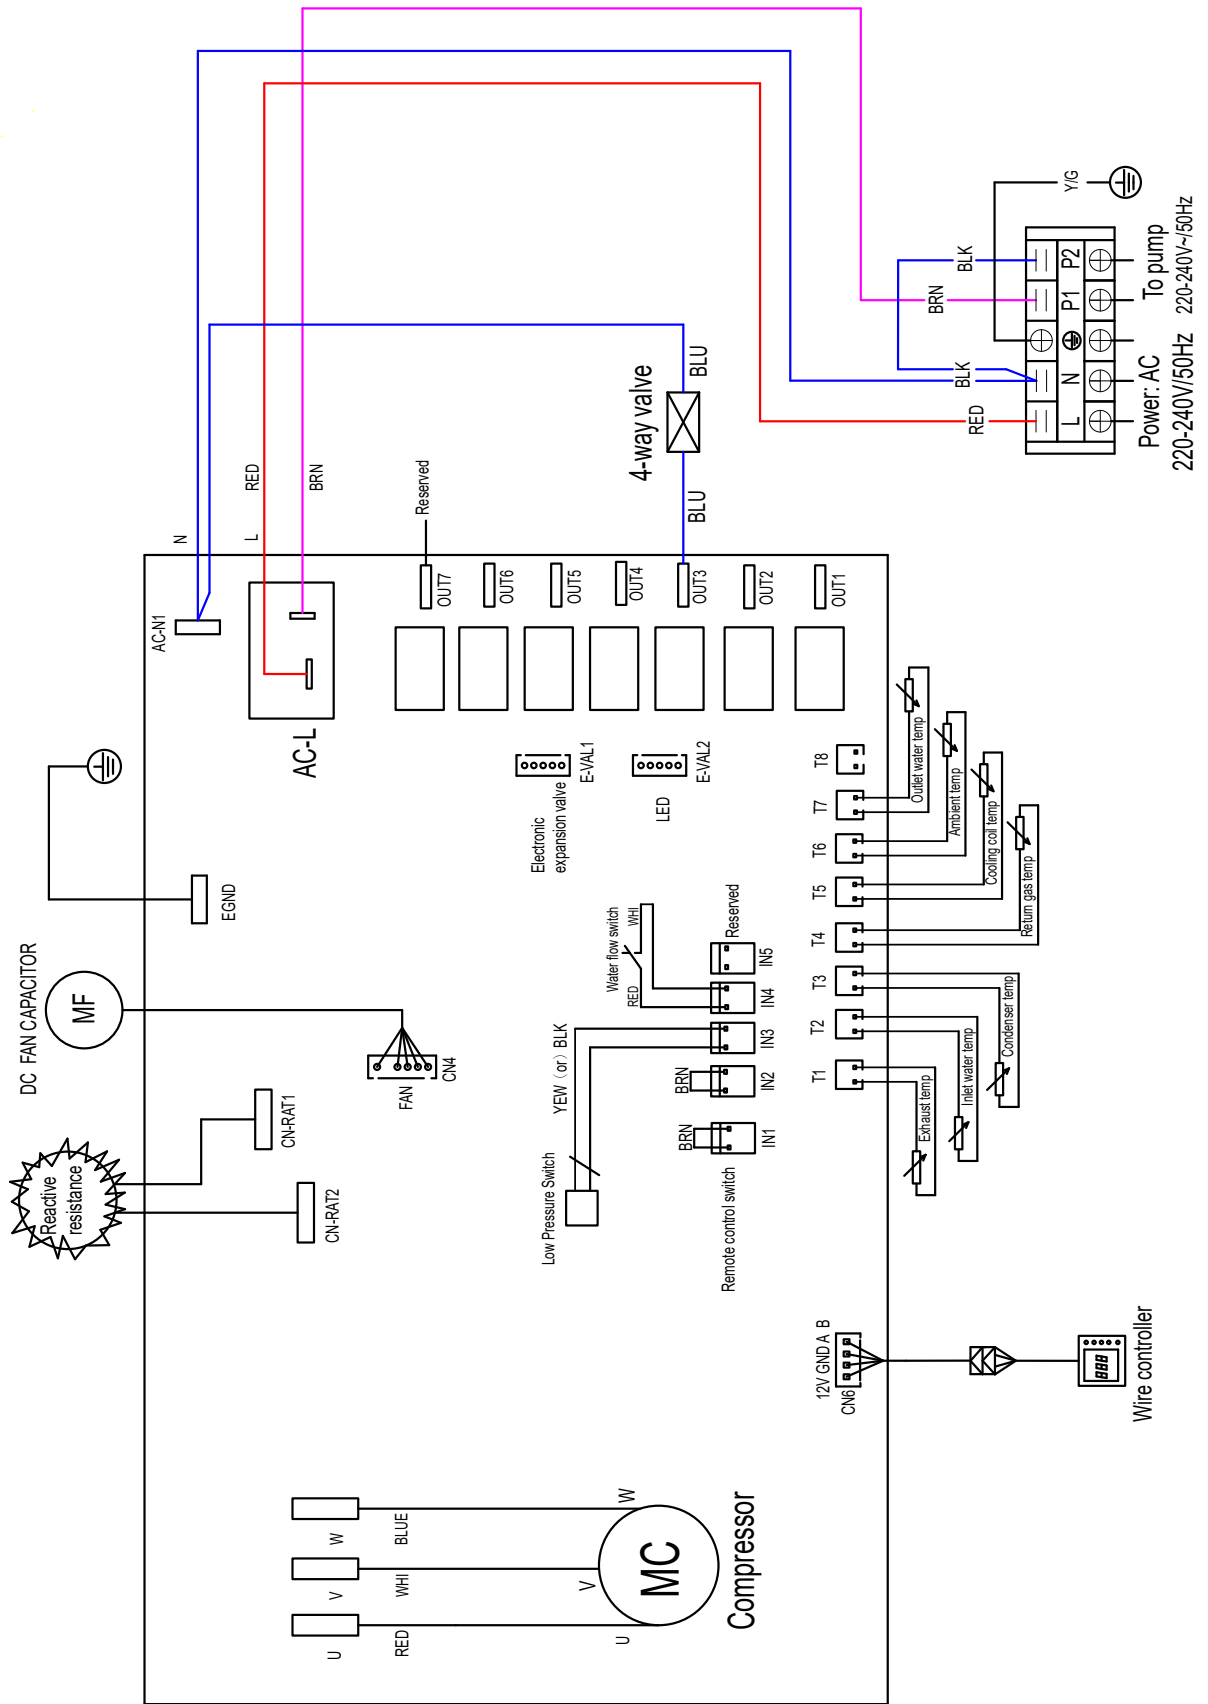 DC FAN CAPACITOR
MF
Reactive
resistance
CN-RAT1
CN-RAT2
EGND
FAN
CN4
AC-N1
N
L
AC-L
RED
BRN
Reserved
OUT7
OUT6
OUT5
OUT4
OUT3
OUT2
OUT1
BLU
4-way valve
BLU
Electronic
expansion valve
E-VAL1
LED
E-VAL2
Water flow switch
RED
WHI
YEW (or) BLK
Low Pressure Switch
BRN
BRN
Remote control switch
Reserved
IN1
IN2
IN3
IN4
IN5
T1
T2
T3
T4
T5
T6
T7
T8
Exhaust temp
Inlet water temp
Condenser temp
Return gas temp
Cooling coil temp
Ambient temp
Outlet water temp
12V GND A B
CN6
888
Wire controller
U
V
W
RED
WHI
BLUE
U
V
W
MC
Compressor
RED
BLK
BRN
BLK
Y/G
L
N
P1
P2
Power: AC
220-240V/50Hz
To pump
220-240V~/50Hz